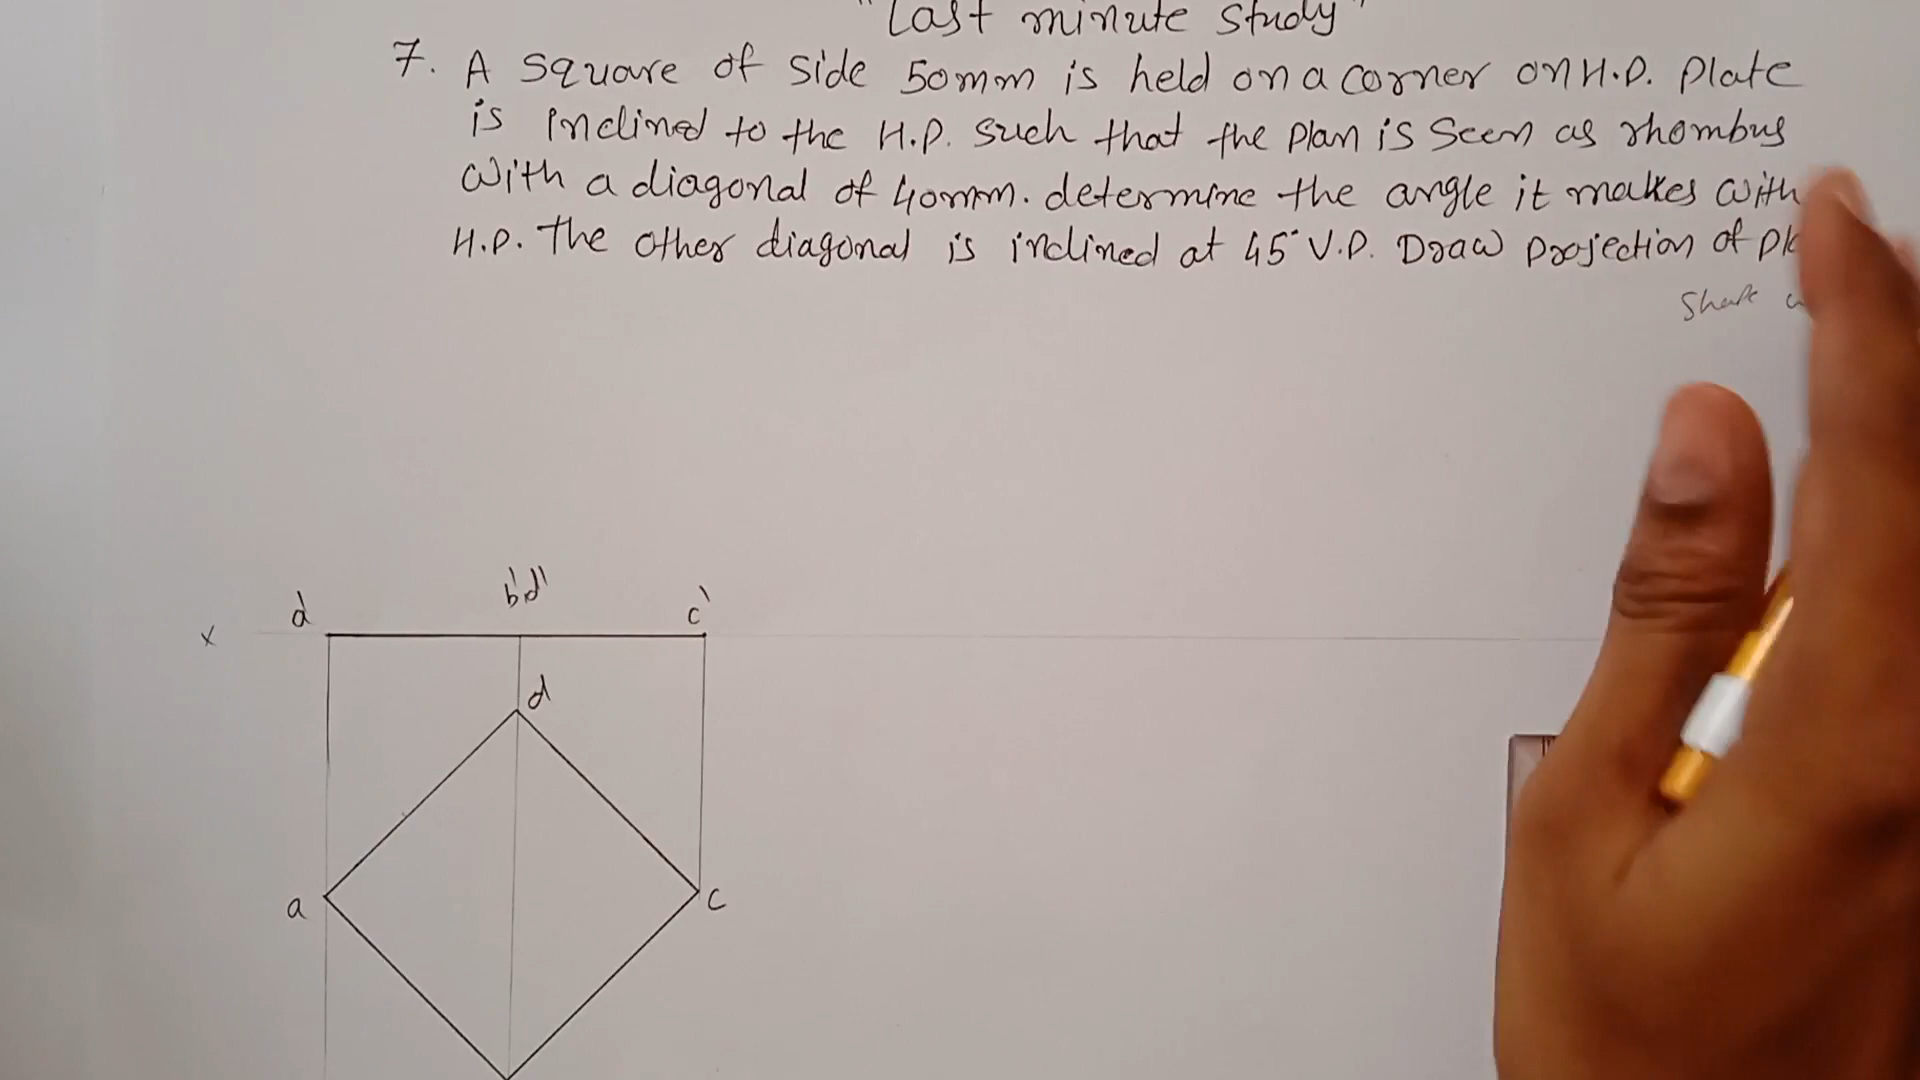 "Last minute study"
7. A square of side 50mm is held on a corner on H.P. Plate
is inclined to the H.P. such that the plan is seen as rhombus
with a diagonal of 40mm. determine the angle it makes with
H.P. The other diagonal is inclined at 45° V.P. Draw projection of
Share
b'd'
c'
x
d
a
c